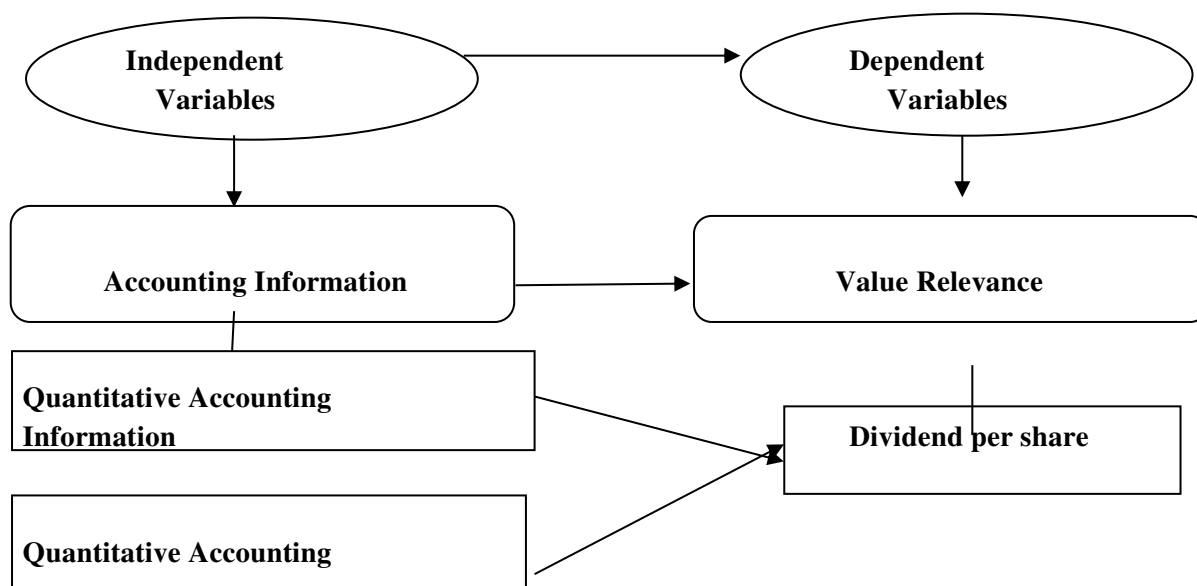 Independent
Variables
Dependent
Variables
Accounting Information
Value Relevance
Quantitative Accounting
Information
Dividend per share
Quantitative Accounting